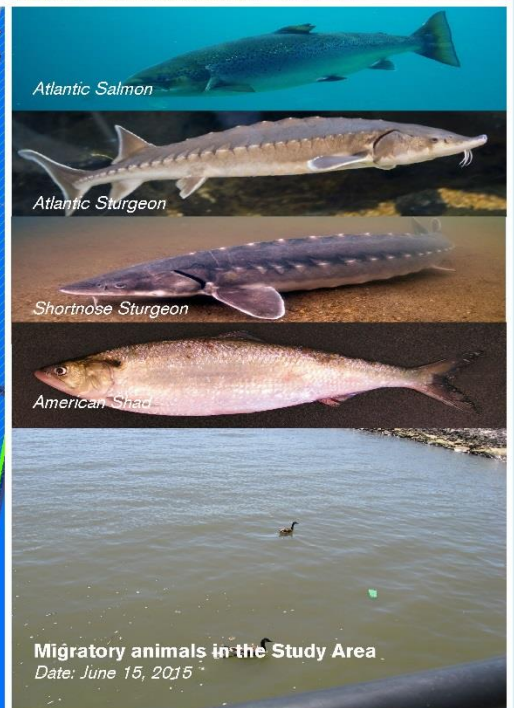 Atlantic Salmon
Atlantic Sturgeon
Shortnose Sturgeon
American Shad
Migratory animals in the Study Area
Date: June 15, 2015